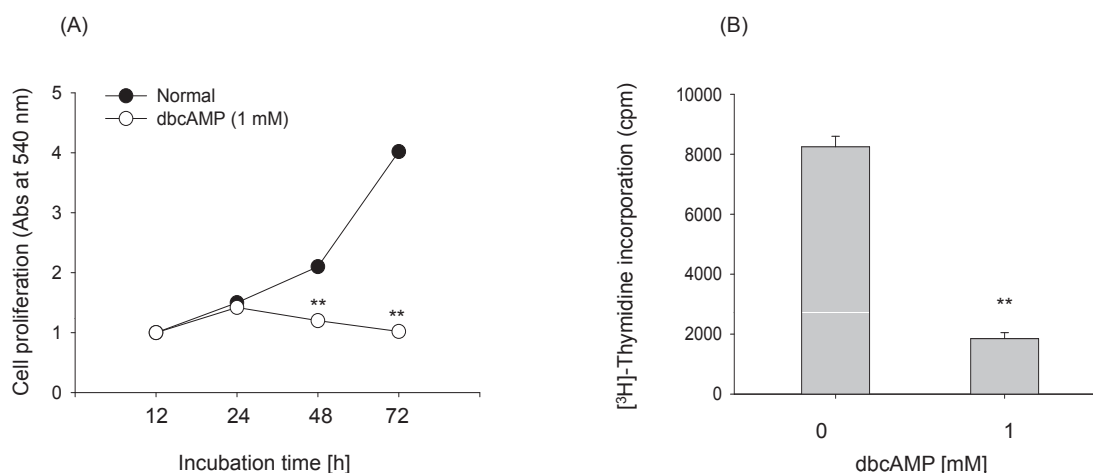 (A)
Cell proliferation (Abs at 540 nm)
5
4
3
2
1
0
Normal
dbcAMP (1 mM)
**
**
12 24 48 72
Incubation time [h]
(B)
[³H]-Thymidine incorporation (cpm)
10000
8000
6000
4000
2000
0
**
0 1
dbcAMP [mM]